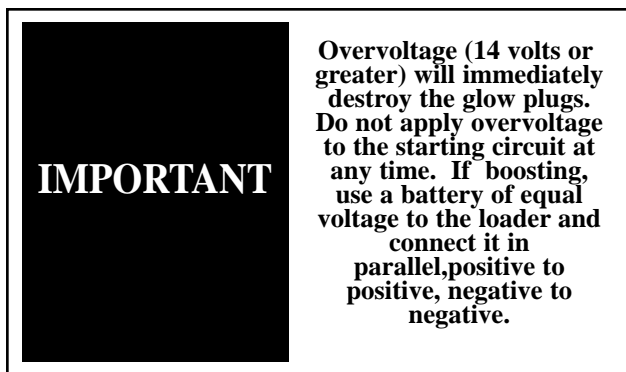 IMPORTANT
Overvoltage (14 volts or
greater) will immediately
destroy the glow plugs.
Do not apply overvoltage
to the starting circuit at
any time.  If  boosting,
use a battery of equal
voltage to the loader and
connect it in
parallel,positive to
positive, negative to
negative.